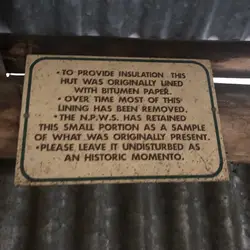 • TO PROVIDE INSULATION THIS
HUT WAS ORIGINALLY LINED
WITH BITUMEN PAPER.
• OVER TIME MOST OF THIS
LINING HAS BEEN REMOVED.
• THE N.P.W.S. HAS RETAINED
THIS SMALL PORTION AS A SAMPLE
OF WHAT WAS ORIGINALLY PRESENT.
• PLEASE LEAVE IT UNDISTURBED AS
AN HISTORIC MOMENTO.